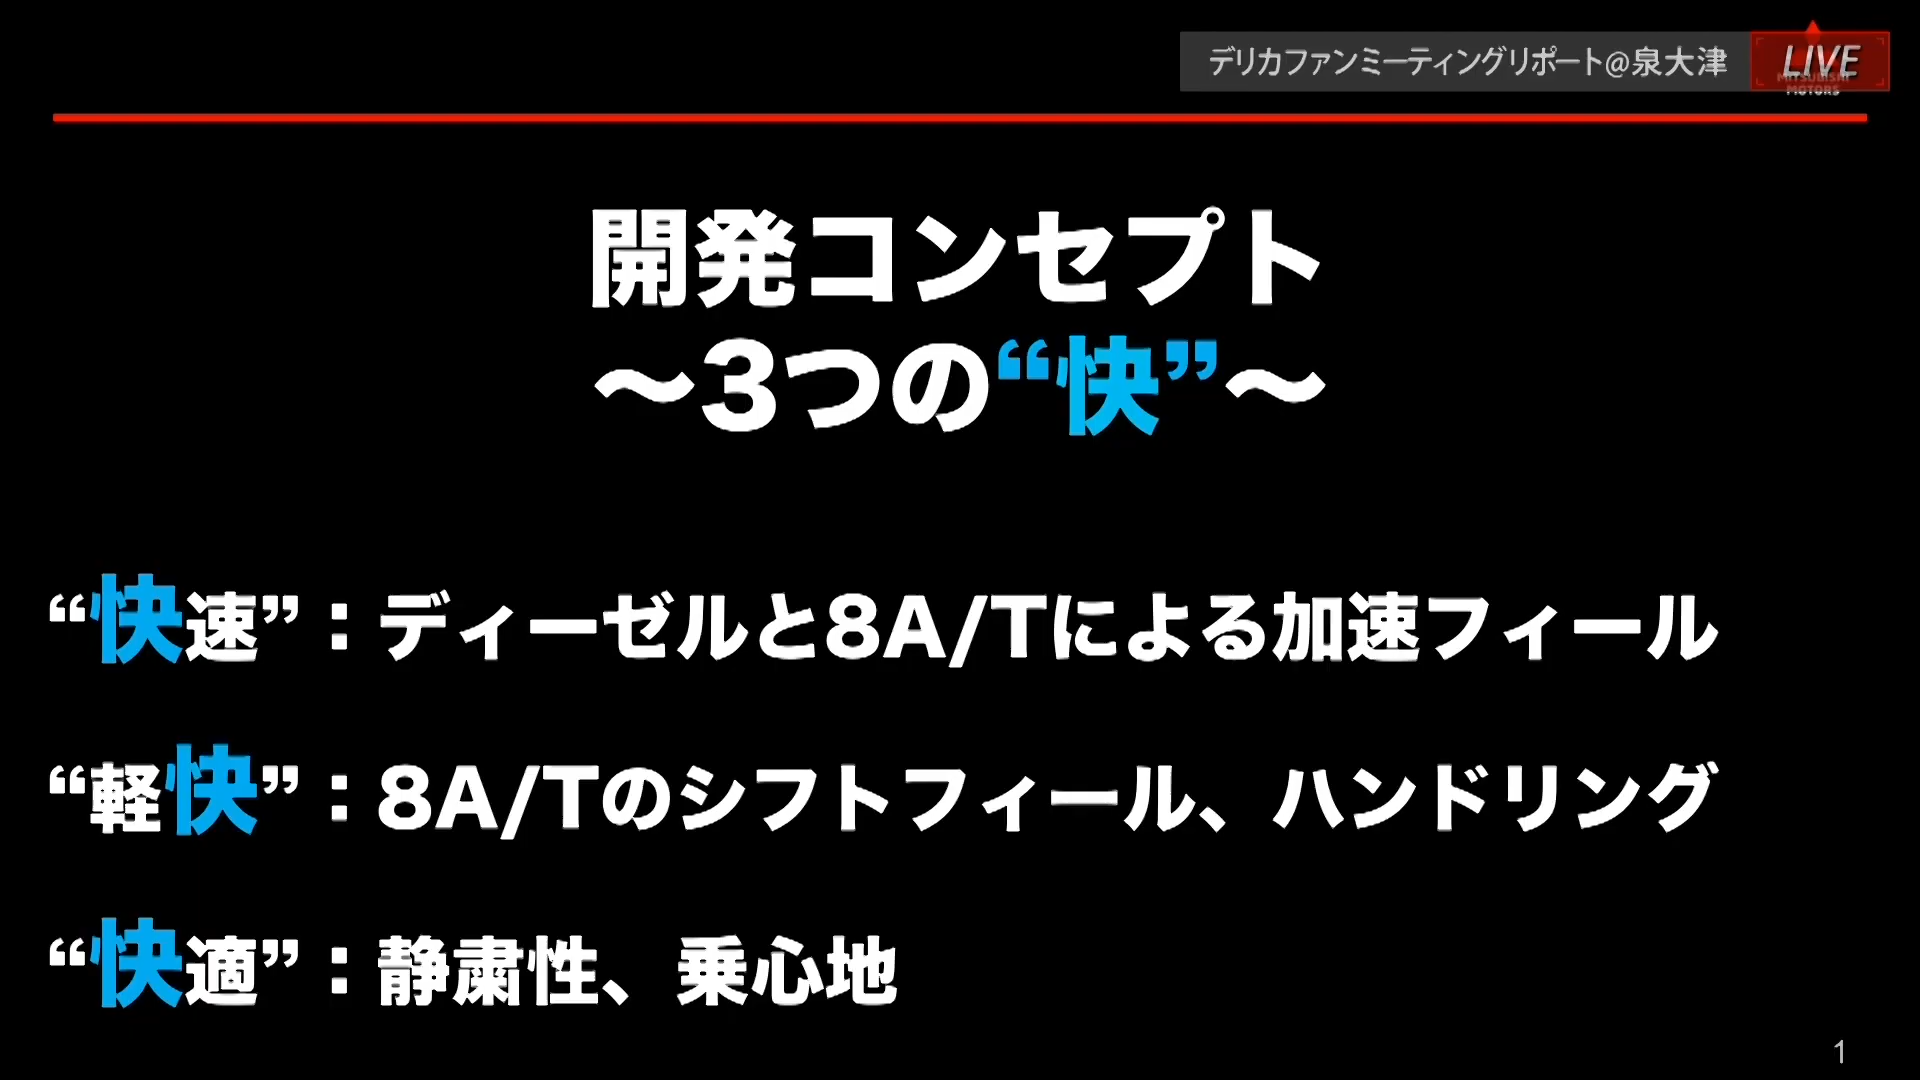 デリカファンミーティングリポート@泉大津
LIVE
MITSUBISHI
MOTORS
開発コンセプト
～3つの“快”～
“快速”：ディーゼルと8A/Tによる加速フィール
“軽快”：8A/Tのシフトフィール、ハンドリング
“快適”：静粛性、乗心地
1